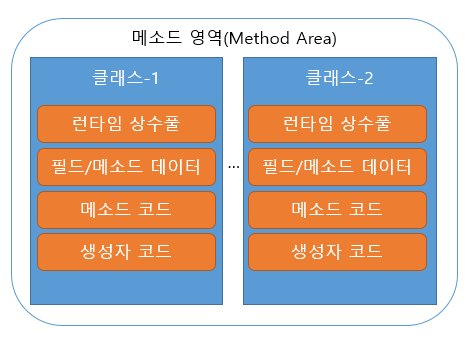 메소드 영역(Method Area)
클래스-1
런타임 상수풀
필드/메소드 데이터
메소드 코드
생성자 코드
...
클래스-2
런타임 상수풀
필드/메소드 데이터
메소드 코드
생성자 코드